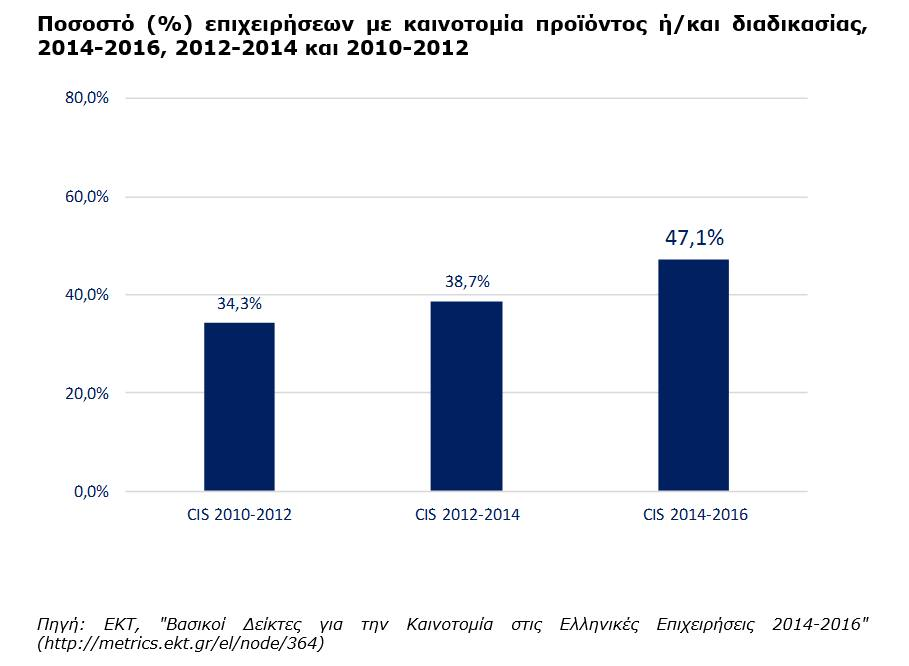 Ποσοστό (%) επιχειρήσεων με καινοτομία προϊόντος ή/και διαδικασίας,
2014-2016, 2012-2014 και 2010-2012
80,0%
60,0%
47,1%
40,0%
38,7%
34,3%
20,0%
0,0%
CIS 2010-2012
CIS 2012-2014
CIS 2014-2016
Πηγή: ΕΚΤ, "Βασικοί Δείκτες για την Καινοτομία στις Ελληνικές Επιχειρήσεις 2014-2016"
(http://metrics.ekt.gr/el/node/364)